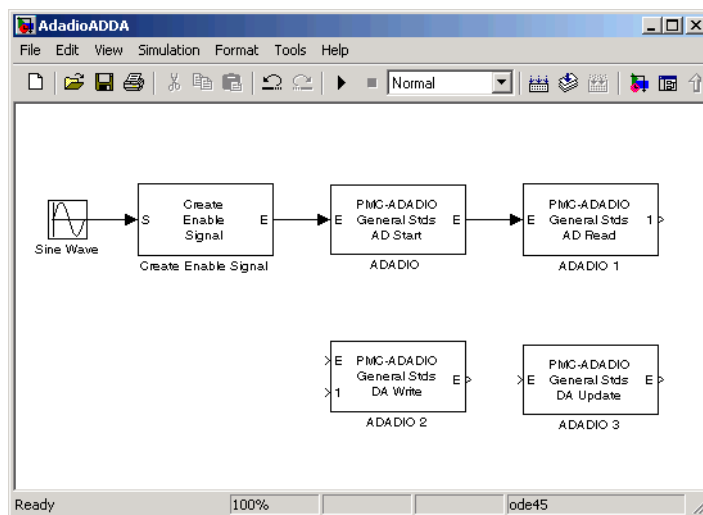 AdadioADDA
File Edit View Simulation Format Tools Help
Normal
Create
Enable
Signal
S
E
Sine Wave
Create Enable Signal
PMC-ADADIO
General Stds
AD Start
E
E
ADADIO
PMC-ADADIO
General Stds
AD Read
E
1
ADADIO 1
PMC-ADADIO
General Stds
DA Write
E
1
E
ADADIO 2
PMC-ADADIO
General Stds
DA Update
E
E
ADADIO 3
Ready 100% ode45